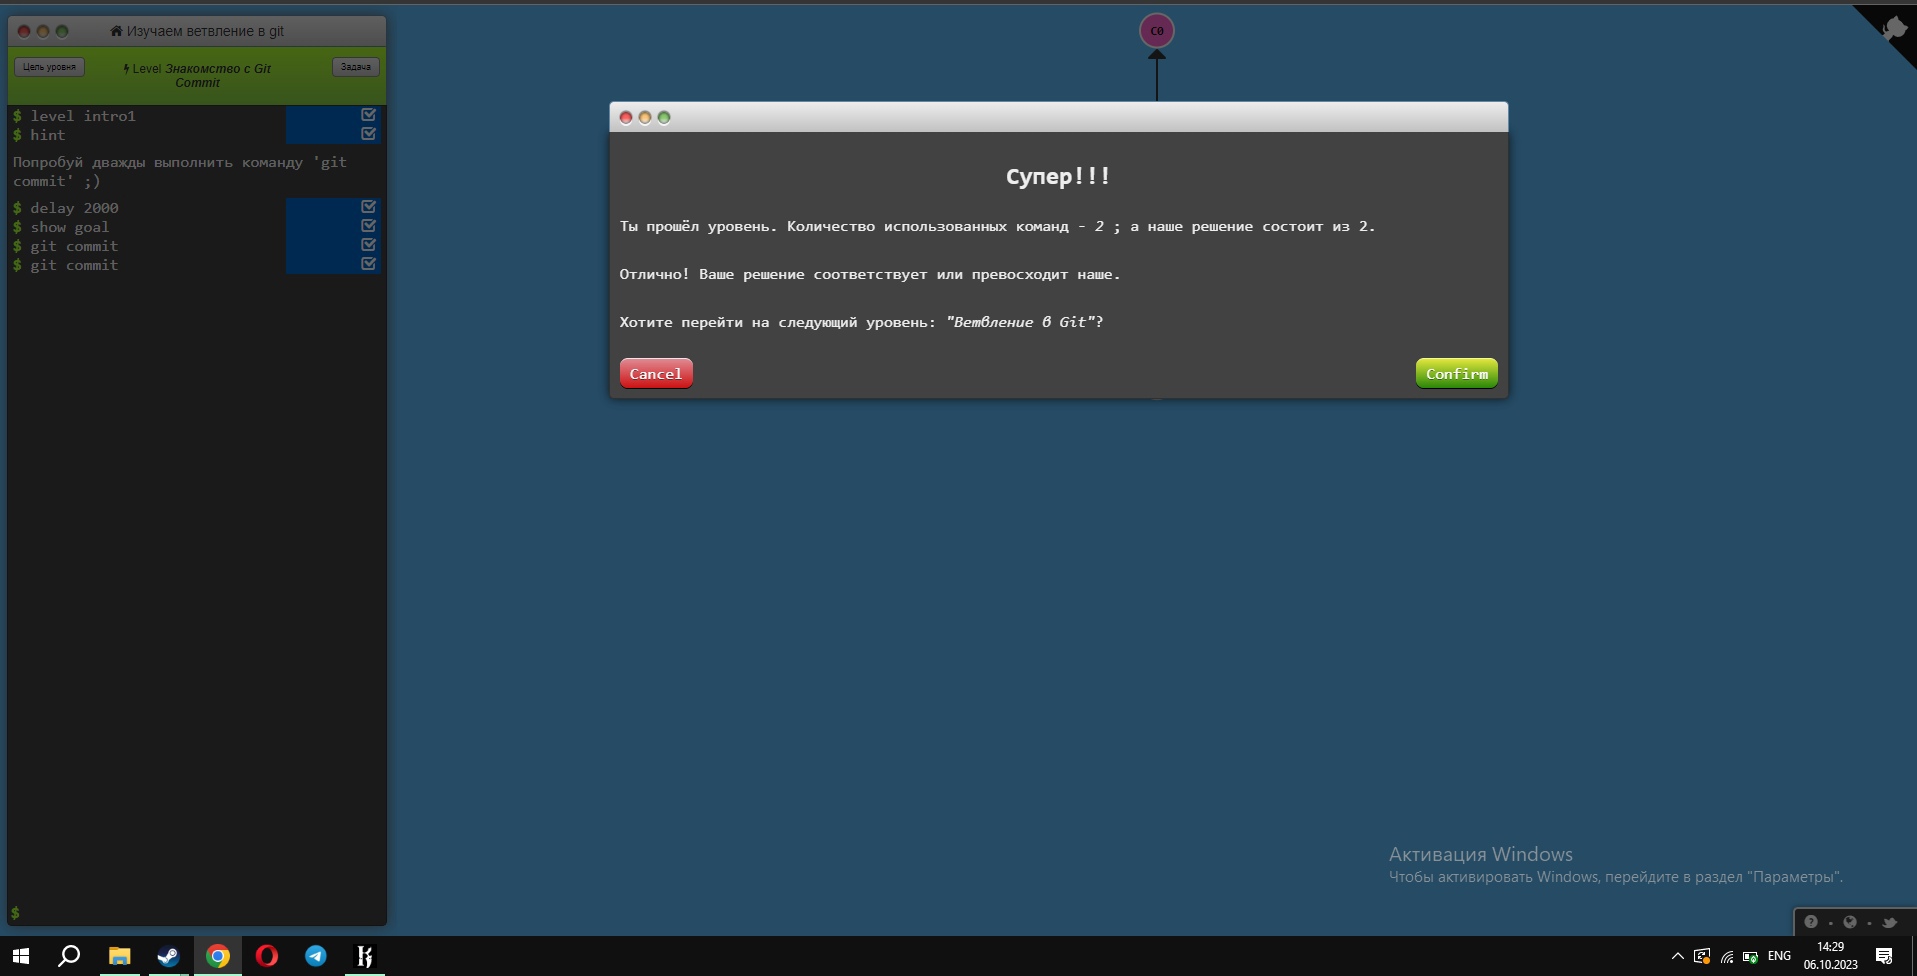 Изучаем ветвление в git
Цель уровня
Level Знакомство с Git
Commit
Задача
$ level intro1
$ hint
Попробуй дважды выполнить команду 'git
commit' ;)
$ delay 2000
$ show goal
$ git commit
$ git commit
$
C0
Супер!!!
Ты прошёл уровень. Количество использованных команд - 2 ; а наше решение состоит из 2.
Отлично! Ваше решение соответствует или превосходит наше.
Хотите перейти на следующий уровень: "Ветвление в Git"?
Cancel
Confirm
Активация Windows
Чтобы активировать Windows, перейдите в раздел "Параметры".
ENG
14:29
06.10.2023